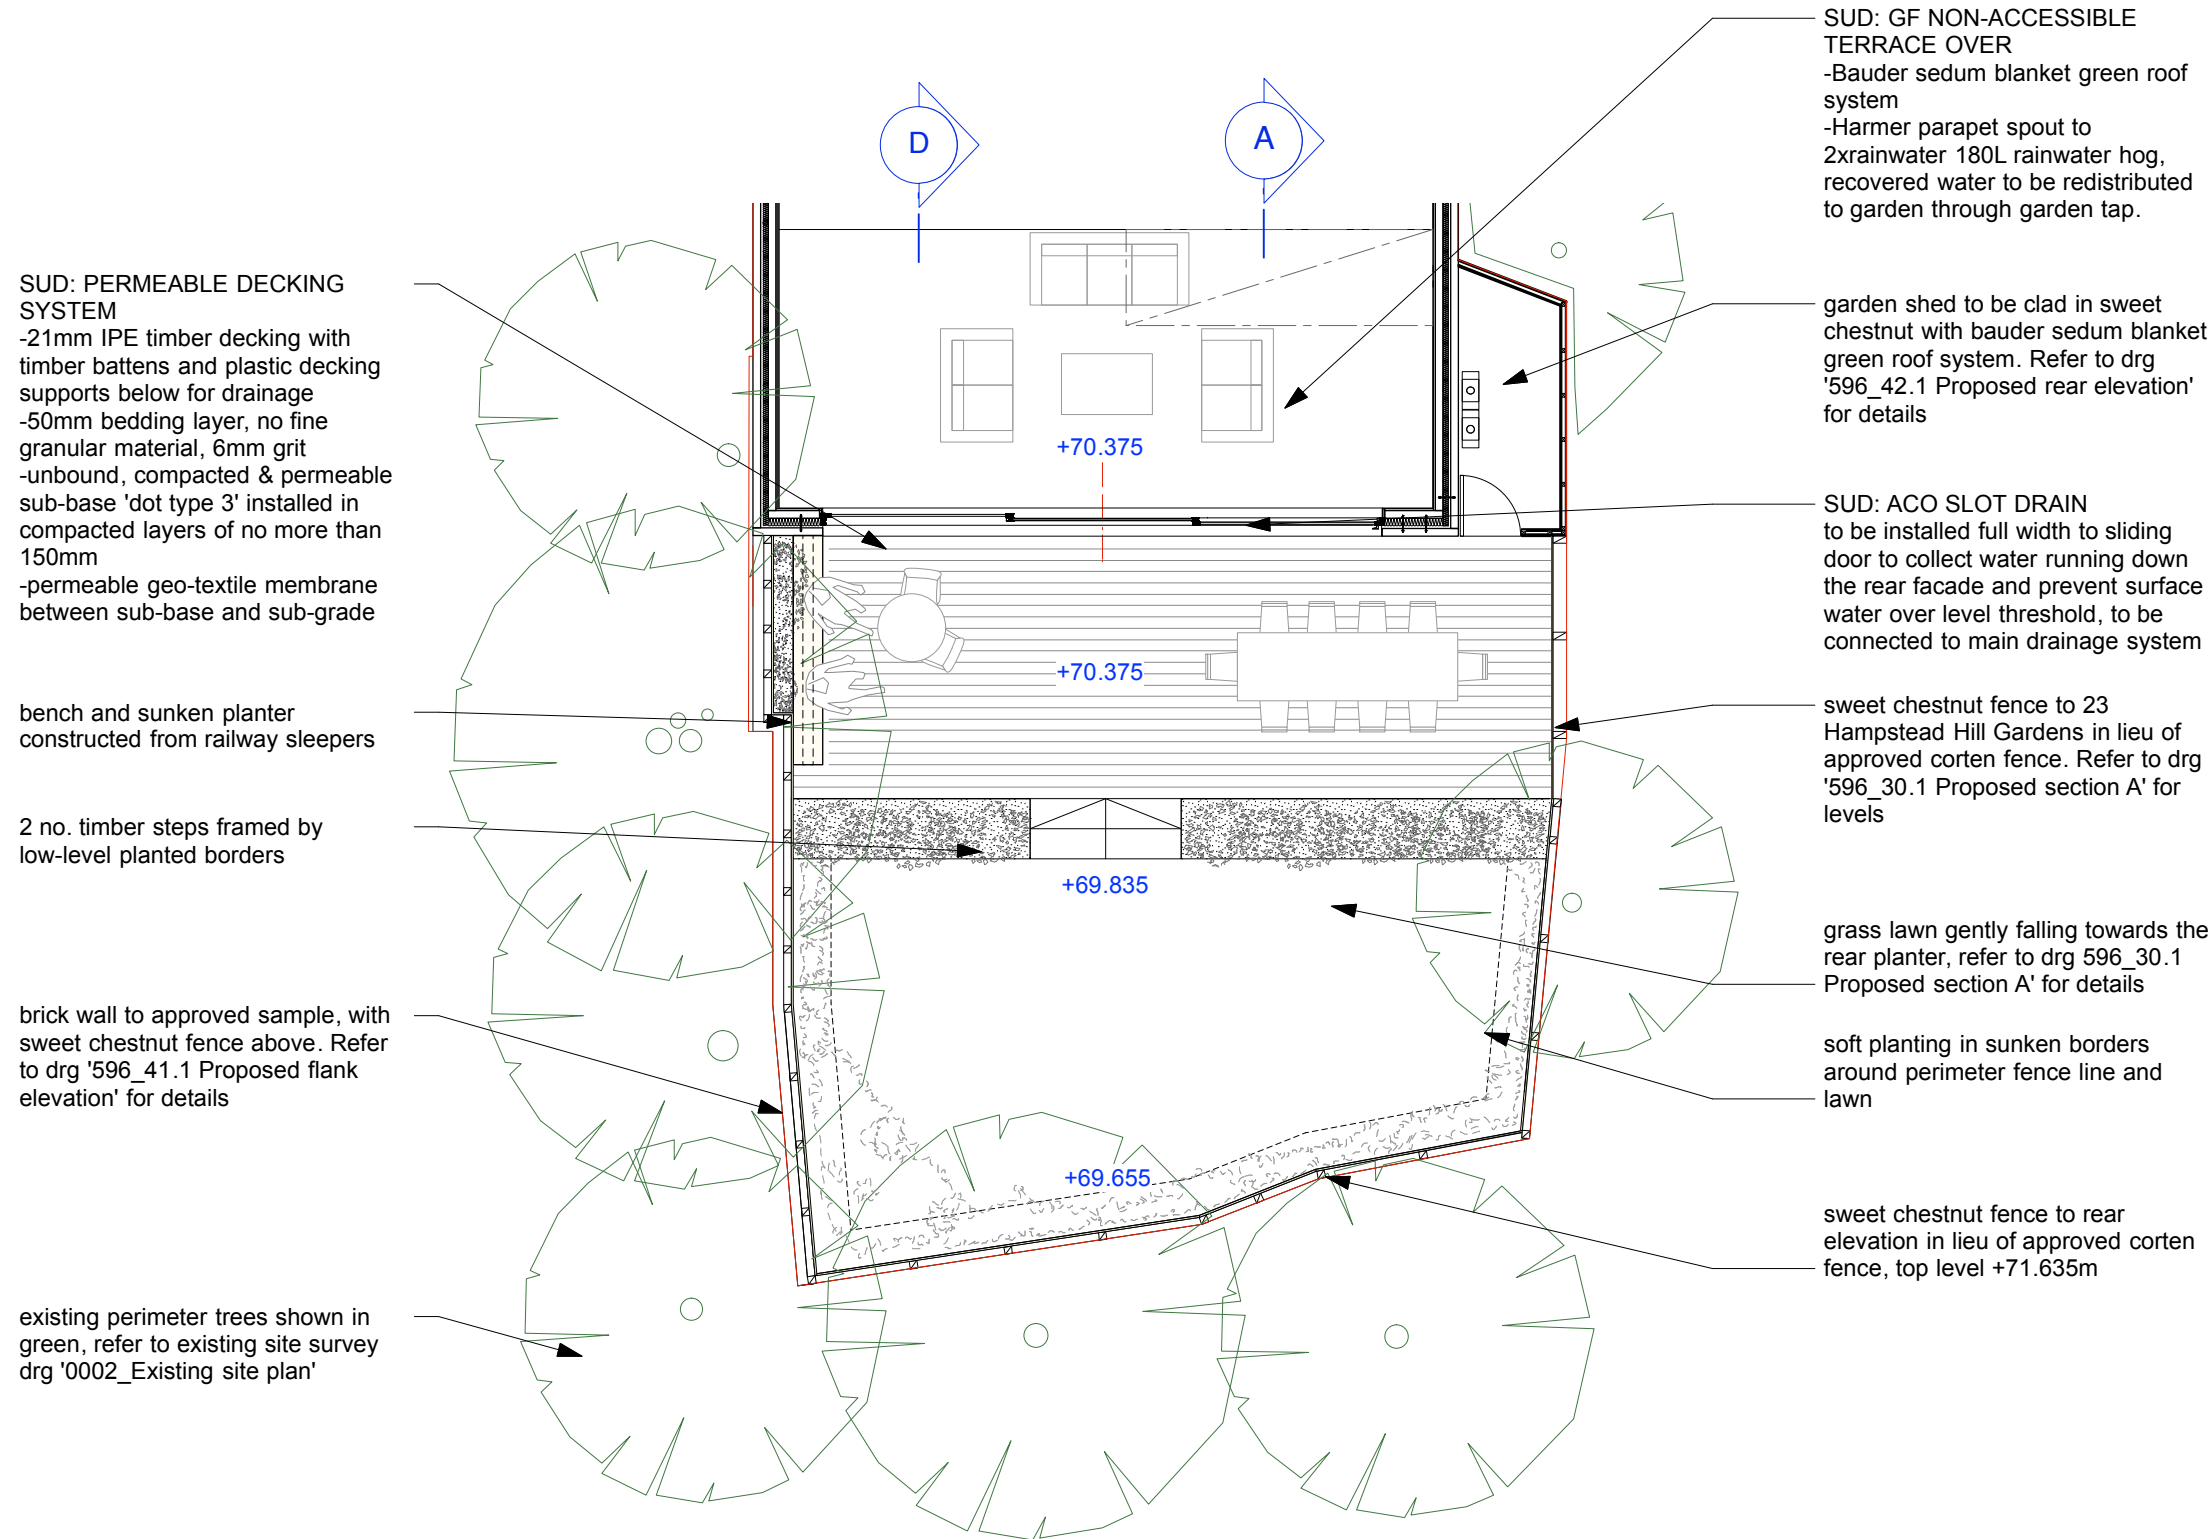 SUD: PERMEABLE DECKING
SYSTEM
-21mm IPE timber decking with
timber battens and plastic decking
supports below for drainage
-50mm bedding layer, no fine
granular material, 6mm grit
-unbound, compacted & permeable
sub-base 'dot type 3' installed in
compacted layers of no more than
150mm
-permeable geo-textile membrane
between sub-base and sub-grade
bench and sunken planter
constructed from railway sleepers
2 no. timber steps framed by
low-level planted borders
brick wall to approved sample, with
sweet chestnut fence above. Refer
to drg '596_41.1 Proposed flank
elevation' for details
existing perimeter trees shown in
green, refer to existing site survey
drg '0002_Existing site plan'
D
A
+70.375
+70.375
+69.835
+69.655
SUD: GF NON-ACCESSIBLE
TERRACE OVER
-Bauder sedum blanket green roof
system
-Harmer parapet spout to
2xrainwater 180L rainwater hog,
recovered water to be redistributed
to garden through garden tap.
garden shed to be clad in sweet
chestnut with bauder sedum blanket
green roof system. Refer to drg
'596_42.1 Proposed rear elevation'
for details
SUD: ACO SLOT DRAIN
to be installed full width to sliding
door to collect water running down
the rear facade and prevent surface
water over level threshold, to be
connected to main drainage system
sweet chestnut fence to 23
Hampstead Hill Gardens in lieu of
approved corten fence. Refer to drg
'596_30.1 Proposed section A' for
levels
grass lawn gently falling towards the
rear planter, refer to drg 596_30.1
Proposed section A' for details
soft planting in sunken borders
around perimeter fence line and
lawn
sweet chestnut fence to rear
elevation in lieu of approved corten
fence, top level +71.635m